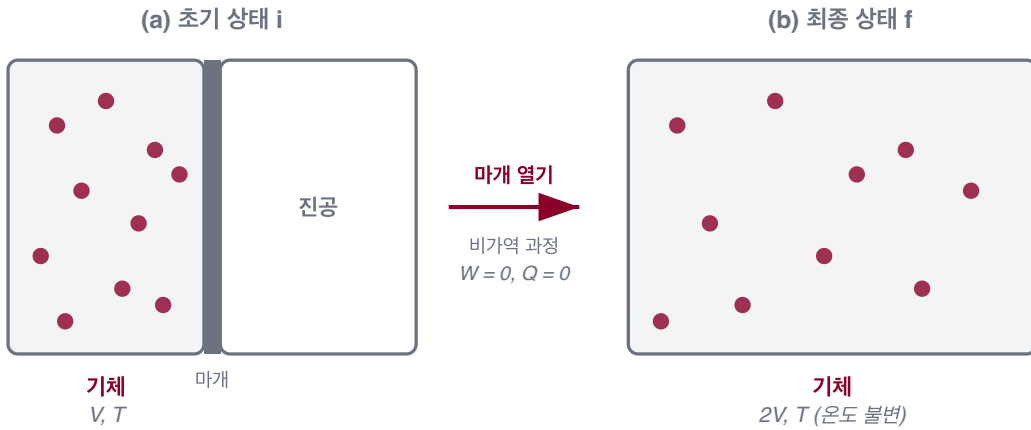 (a) 초기 상태 i
(b) 최종 상태 f
진공
마개 열기
비가역 과정
W = 0, Q = 0
기체
V, T
마개
기체
2V, T (온도 불변)